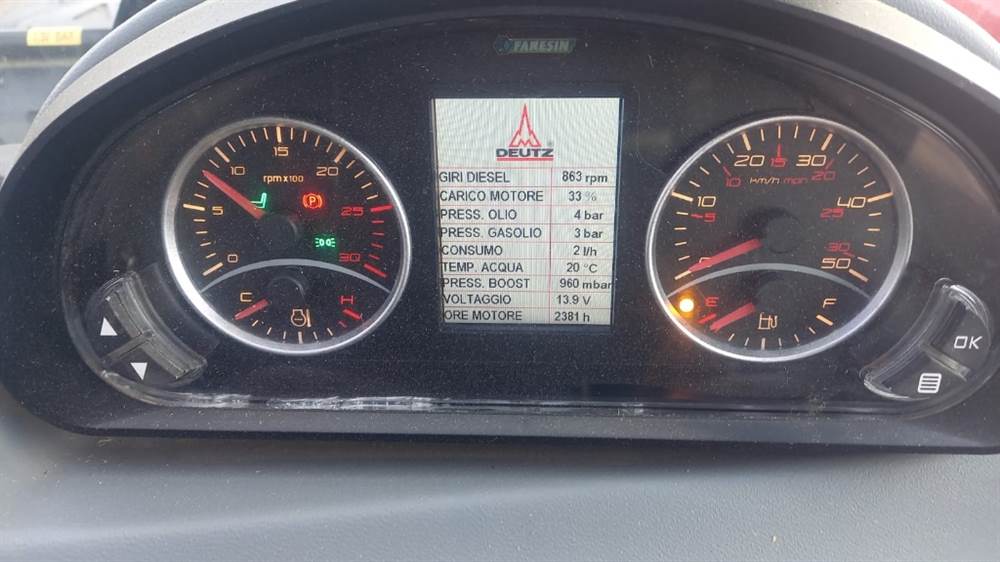 FARESIN
DEUTZ
GIRI DIESEL 863 rpm
CARICO MOTORE 33 %
PRESS. OLIO 4 bar
PRESS. GASOLIO 3 bar
CONSUMO 2 l/h
TEMP. ACQUA 20 °C
PRESS. BOOST 960 mbar
VOLTAGGIO 13.9 V
ORE MOTORE 2381 h
0 5 10 15 20 25 30
rpm x 100
P
C H
0 10 20 30 40 50
5 10 15 20 25 30
km/h mph
E F
OK